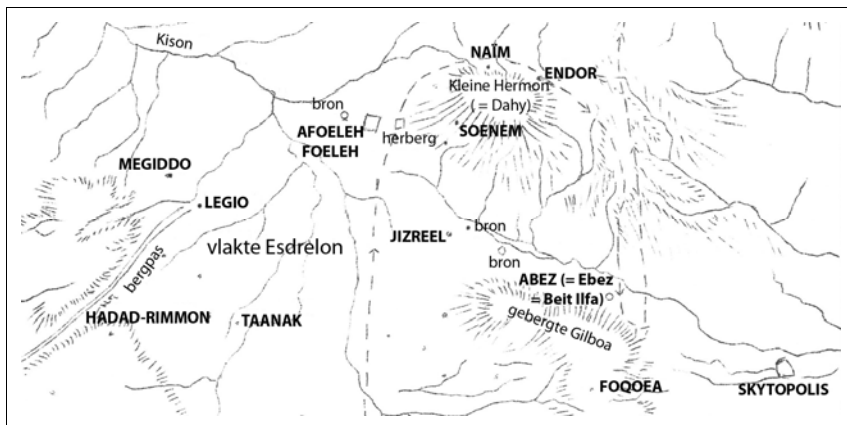 Kison
NAÏM
ENDOR
Kleine Hermon
(= Dahy)
bron
AFOELEH
FOELEH
herberg
SOENEM
MEGIDDO
LEGIO
vlakte Esdrelon
JIZREEL
bron
bron
bergpas
ABEZ (= Ebez
= Beit Ilfa)
HADAD-RIMMON
TAANAK
gebergte Gilboa
FOQOEA
SKYTOPOLIS